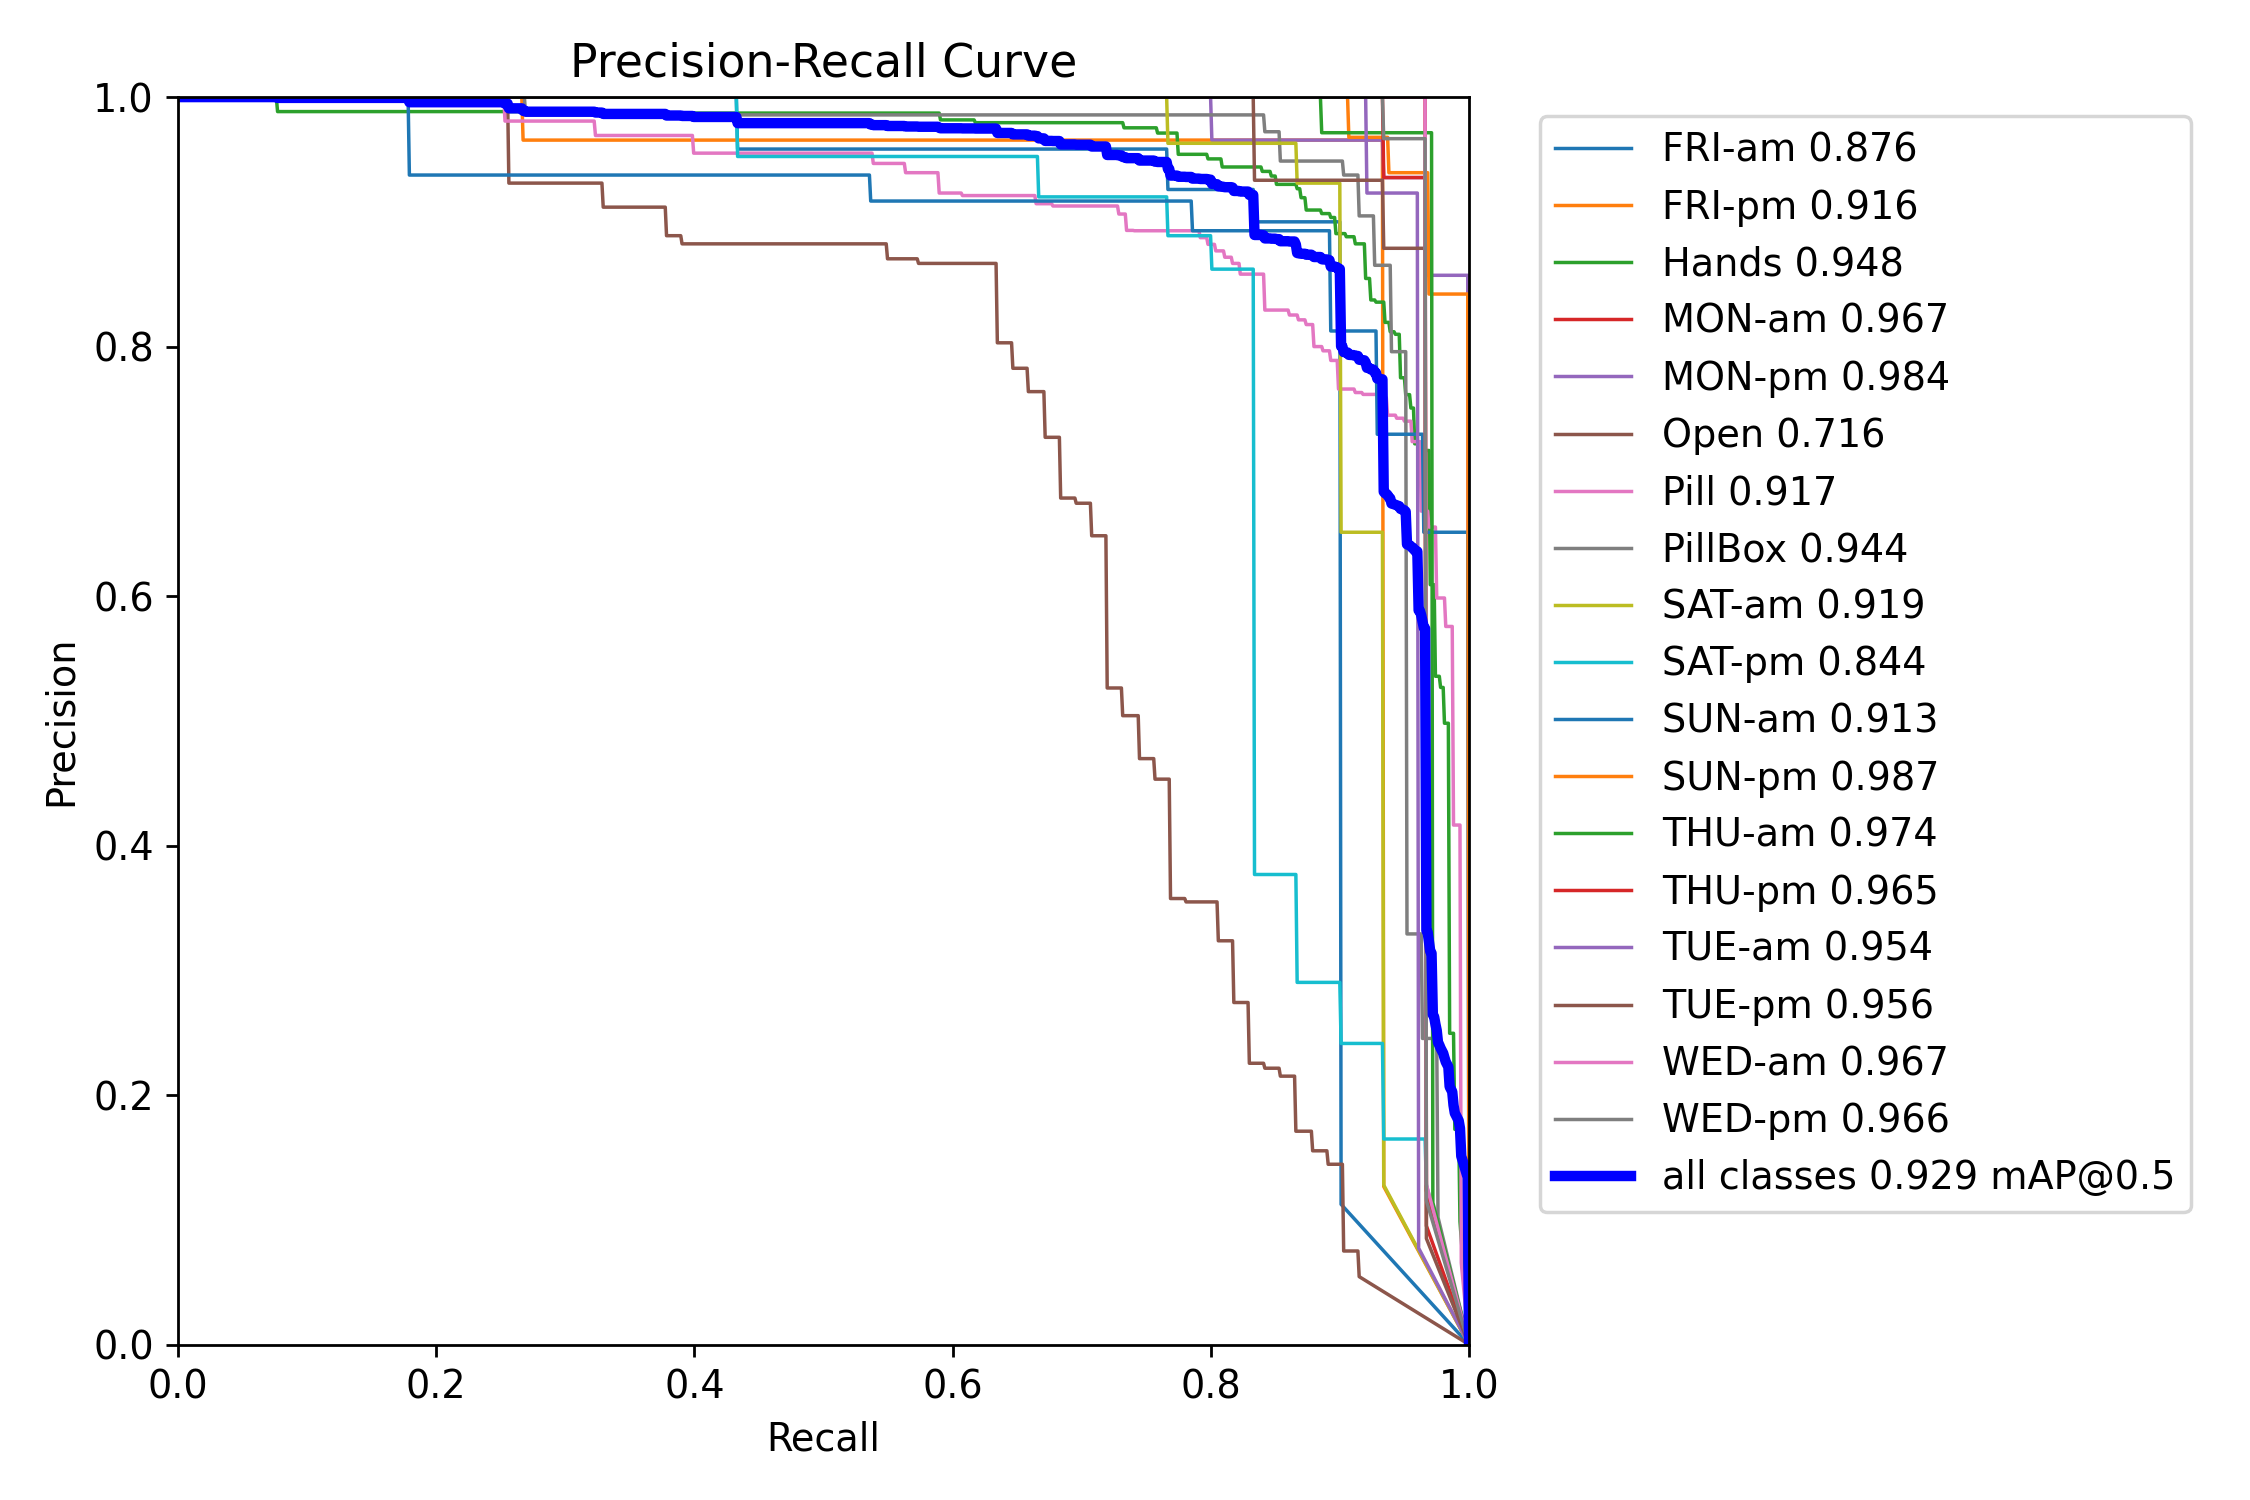 Precision-Recall Curve
1.0
0.8
0.6
0.4
0.2
0.0
Precision
0.0 0.2 0.4 0.6 0.8 1.0
Recall
FRI-am 0.876
FRI-pm 0.916
Hands 0.948
MON-am 0.967
MON-pm 0.984
Open 0.716
Pill 0.917
PillBox 0.944
SAT-am 0.919
SAT-pm 0.844
SUN-am 0.913
SUN-pm 0.987
THU-am 0.974
THU-pm 0.965
TUE-am 0.954
TUE-pm 0.956
WED-am 0.967
WED-pm 0.966
all classes 0.929 mAP@0.5